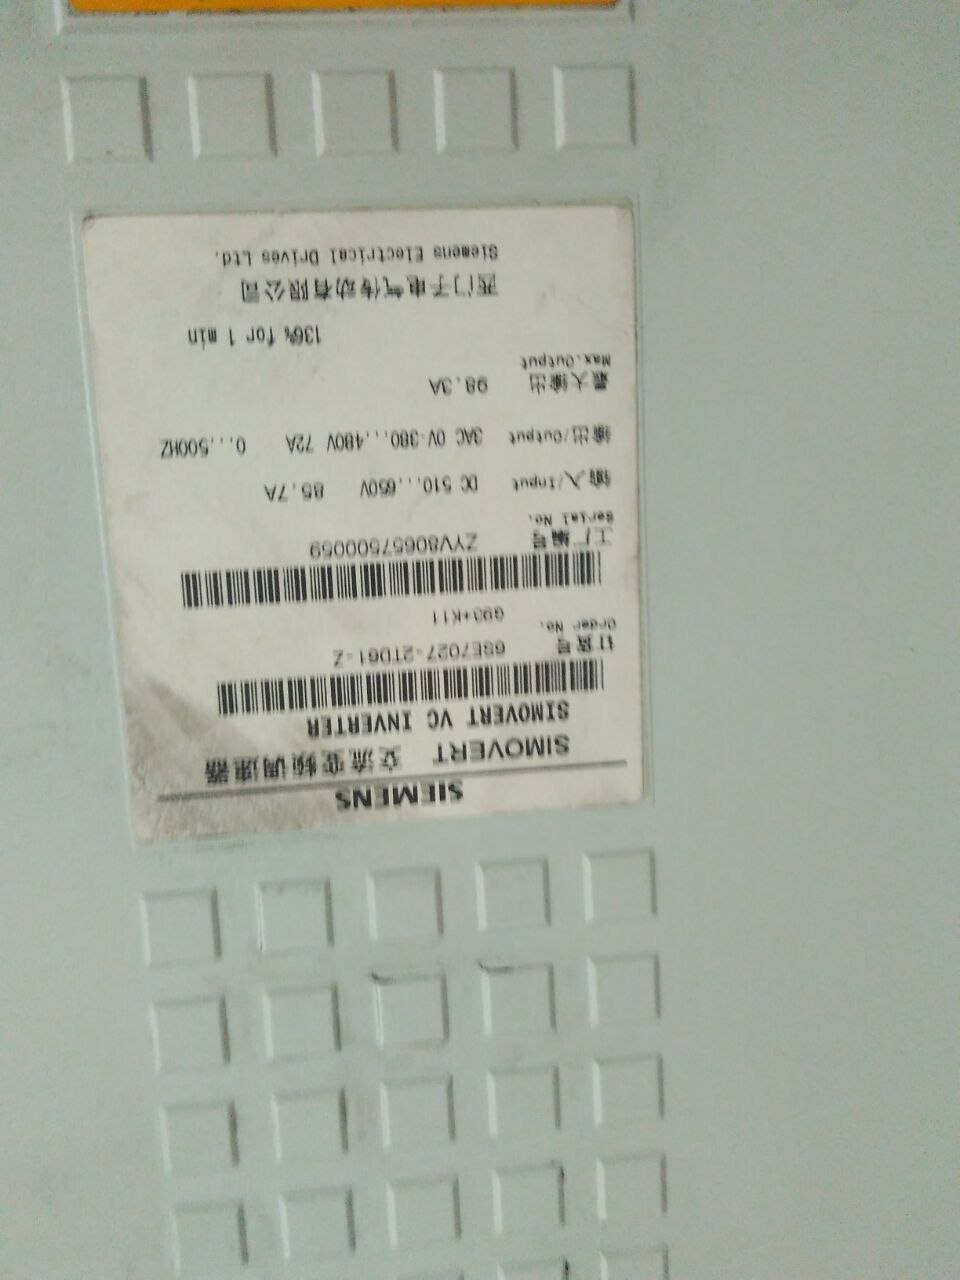 SIEMENS
SIMOVERT 交流变频调速器
SIMOVERT VC INVERTER
订货号 6SE7027-2TD61-Z
Order No.
G93+K11
工厂编号 ZYV80657500059
Serial No.
输入/Input DC 510...650V 85.7A
输出/Output 3AC 0V-380...480V 72A 0...500HZ
最大输出 98.3A
Max.Output
136% for 1 min
西门子电气传动有限公司
Siemens Electrical Drives Ltd.